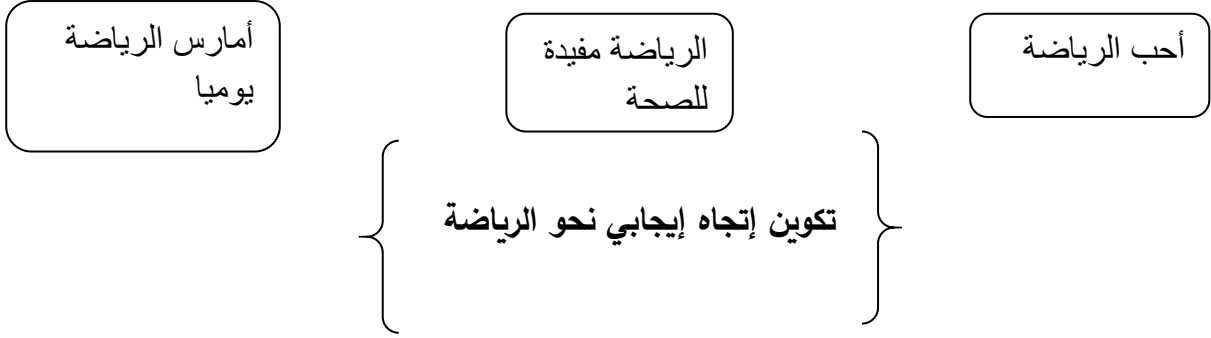 أحب الرياضة
الرياضة مفيدة
للصحة
أمارس الرياضة
يوميا
تكوين إتجاه إيجابي نحو الرياضة